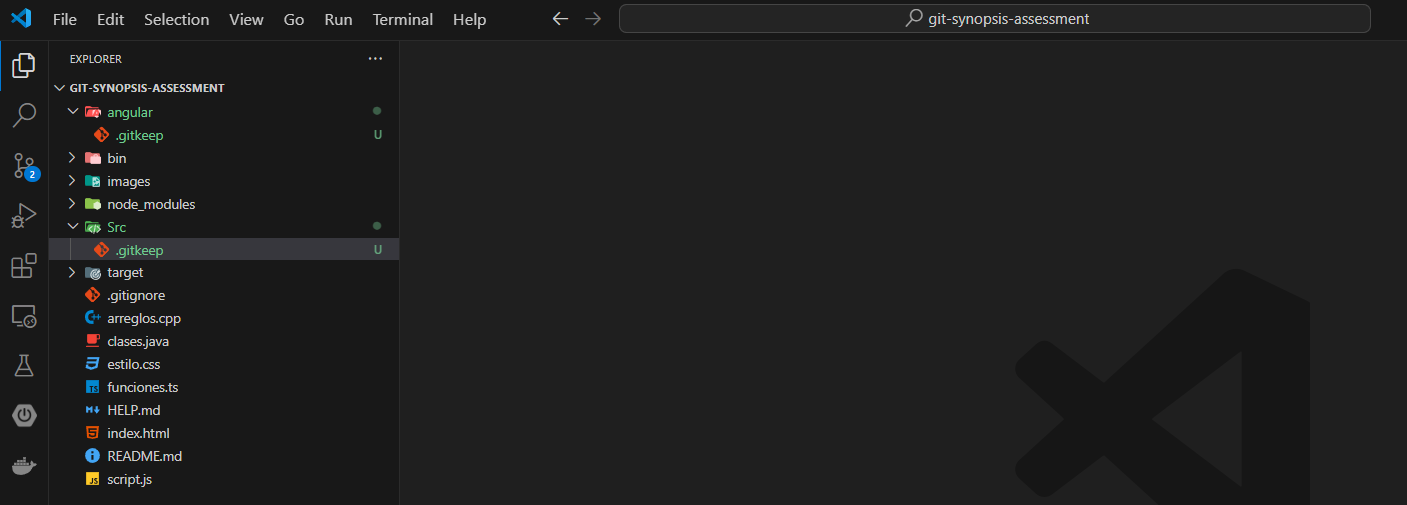 File Edit Selection View Go Run Terminal Help git-synopsis-assessment
EXPLORER
GIT-SYNOPSIS-ASSESSMENT
angular
.gitkeep U
bin
images
2
node_modules
Src
.gitkeep U
target
.gitignore
arreglos.cpp
clases.java
estilo.css
TS funciones.ts
HELP.md
index.html
README.md
JS script.js